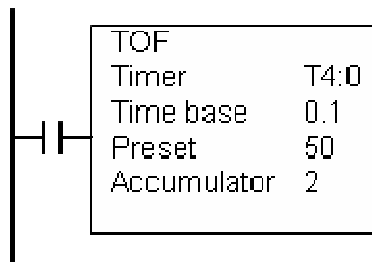 TOF
Timer T4:0
Time base 0.1
Preset 50
Accumulator 2